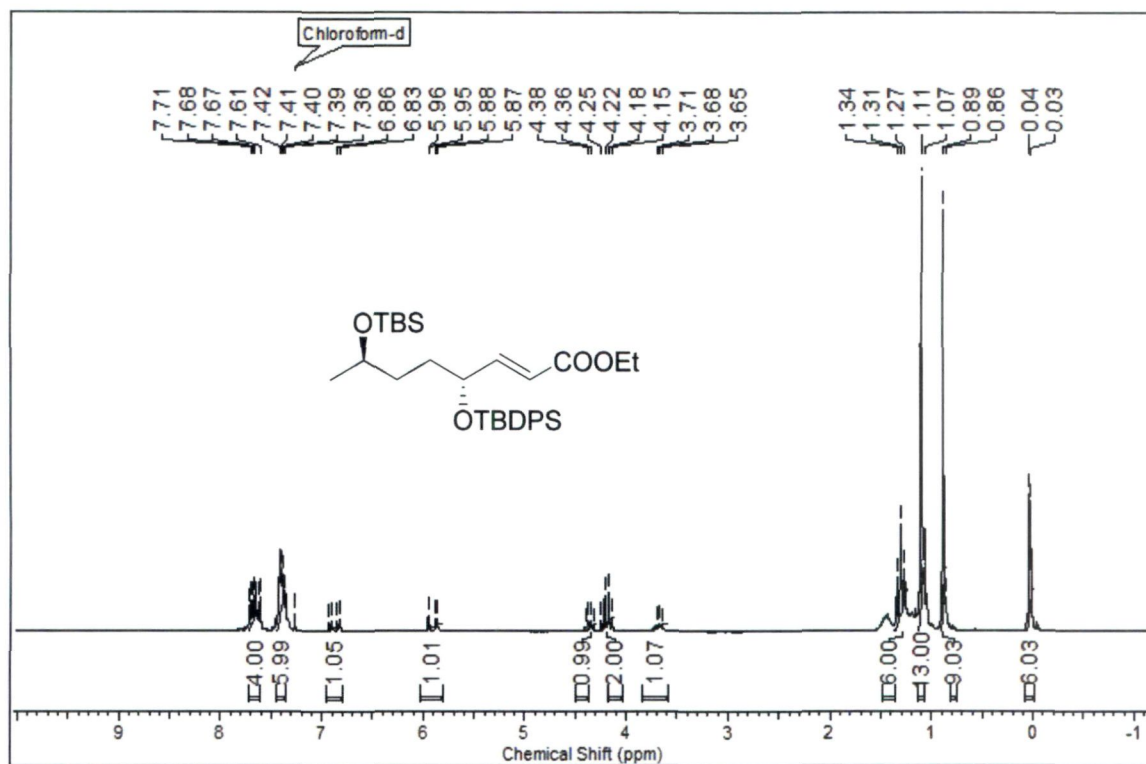 Chloroform-d
7.71 7.68 7.67 7.61 7.42 7.41 7.40 7.39 7.36 6.86 6.83 5.96 5.95 5.88 5.87 4.38 4.36 4.25 4.22 4.18 4.15 3.71 3.68 3.65 1.34 1.31 1.27 1.11 1.07 0.89 0.86 0.04 0.03
OTBS
COOEt
OTBDPS
4.00 5.99 1.05 1.01 0.99 2.00 1.07 6.00 13.00 9.03 6.03
9 8 7 6 5 4 3 2 1 0 -1
Chemical Shift (ppm)